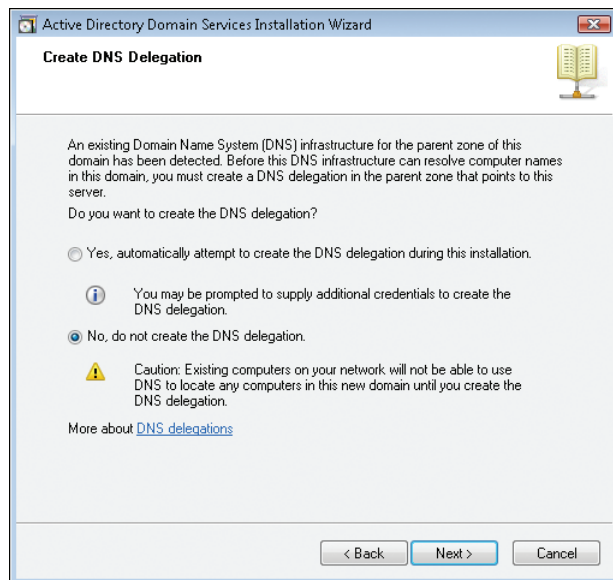 Active Directory Domain Services Installation Wizard
Create DNS Delegation
An existing Domain Name System (DNS) infrastructure for the parent zone of this
domain has been detected. Before this DNS infrastructure can resolve computer names
in this domain, you must create a DNS delegation in the parent zone that points to this
server.
Do you want to create the DNS delegation?
Yes, automatically attempt to create the DNS delegation during this installation.
You may be prompted to supply additional credentials to create the
DNS delegation.
No, do not create the DNS delegation.
Caution: Existing computers on your network will not be able to use
DNS to locate any computers in this new domain until you create the
DNS delegation.
More about DNS delegations
< Back Next > Cancel